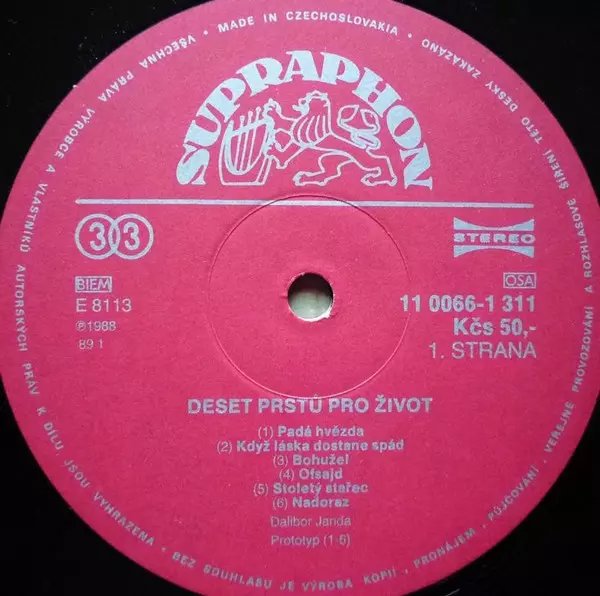 SUPRAPHON
33
STEREO
BIEM
E 8113
℗1988
89 1
OSA
11 0066-1 311
Kčs 50,-
1. STRANA
DESET PRSTŮ PRO ŽIVOT
(1) Padá hvězda
(2) Když láska dostane spád
(3) Bohužel
(4) Ofsajd
(5) Stoletý stařec
(6) Nadoraz
Dalibor Janda
Prototyp (1-6)
MADE IN CZECHOSLOVAKIA • VŠECHNA PRÁVA VÝROBCE A VLASTNÍKŮ AUTORSKÝCH PRÁV K DÍLU JSOU VYHRAZENA • BEZ SOUHLASU JE VÝROBA KOPIÍ, PRONÁJEM, PŮJČOVÁNÍ, VEŘEJNÉ PROVOZOVÁNÍ A ROZHLASOVÉ ŠÍŘENÍ TÉTO DESKY ZAKÁZÁNO •